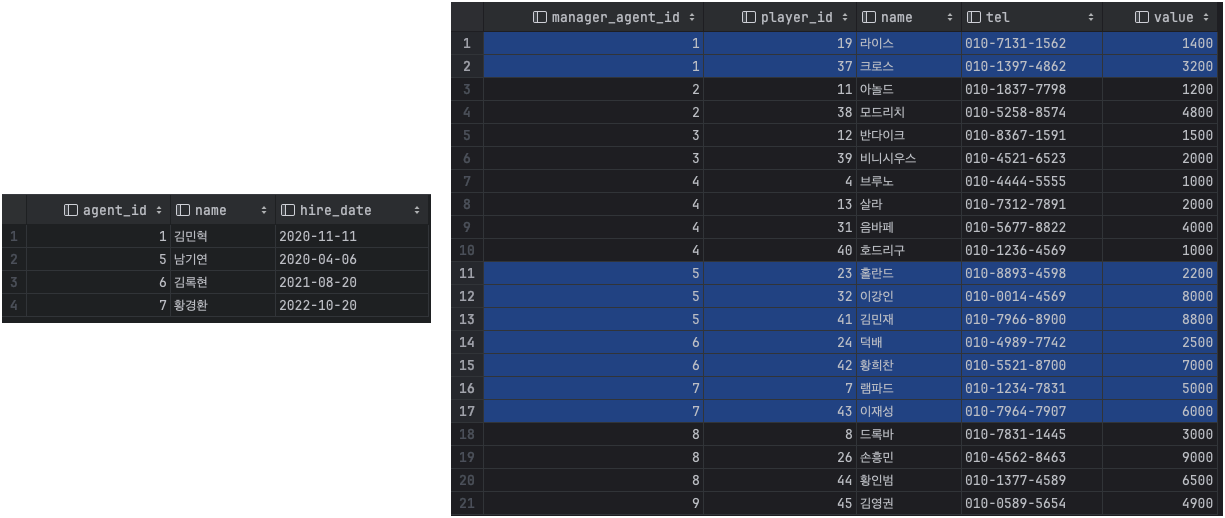 agent_id name hire_date
1 1 김민혁 2020-11-11
2 5 남기연 2020-04-06
3 6 김록현 2021-08-20
4 7 황경환 2022-10-20
manager_agent_id player_id name tel value
1 1 19 라이스 010-7131-1562 1400
2 1 37 크로스 010-1397-4862 3200
3 2 11 아놀드 010-1837-7798 1200
4 2 38 모드리치 010-5258-8574 4800
5 3 12 반다이크 010-8367-1591 1500
6 3 39 비니시우스 010-4521-6523 2000
7 4 4 브루노 010-4444-5555 1000
8 4 13 살라 010-7312-7891 2000
9 4 31 음바페 010-5677-8822 4000
10 4 40 호드리구 010-1236-4569 1000
11 5 23 홀란드 010-8893-4598 2200
12 5 32 이강인 010-0014-4569 8000
13 5 41 김민재 010-7966-8900 8800
14 6 24 덕배 010-4989-7742 2500
15 6 42 황희찬 010-5521-8700 7000
16 7 7 램파드 010-1234-7831 5000
17 7 43 이재성 010-7964-7907 6000
18 8 8 드록바 010-7831-1445 3000
19 8 26 손흥민 010-4562-8463 9000
20 8 44 황인범 010-1377-4589 6500
21 9 45 김영권 010-0589-5654 4900